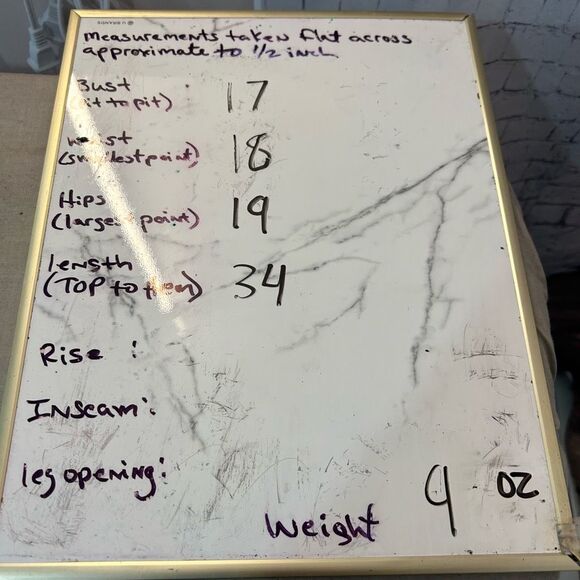 U BRANDS
measurements taken flat across
approximate to 1/2 inch
Bust
(pit to pit) 17
waist
(smallest point) 18
Hips
(largest point) 19
length
(TOP to hem) 34
Rise :
Inseam:
leg opening:
Weight 9 oz